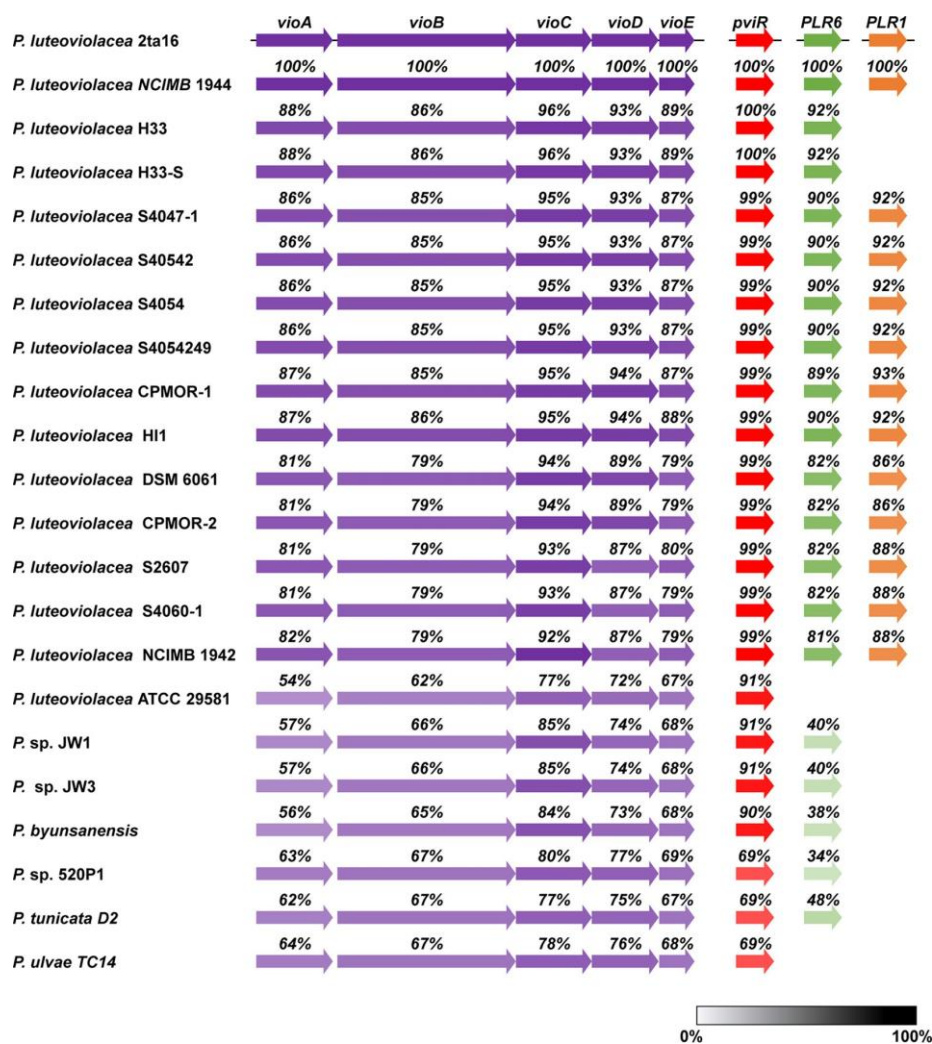 vioA vioB vioC vioD vioE pviR PLR6 PLR1
P. luteoviolacea 2ta16
100% 100% 100% 100% 100% 100% 100% 100%
P. luteoviolacea NCIMB 1944
88% 86% 96% 93% 89% 100% 92%
P. luteoviolacea H33
88% 86% 96% 93% 89% 100% 92%
P. luteoviolacea H33-S
86% 85% 95% 93% 87% 99% 90% 92%
P. luteoviolacea S4047-1
86% 85% 95% 93% 87% 99% 90% 92%
P. luteoviolacea S40542
86% 85% 95% 93% 87% 99% 90% 92%
P. luteoviolacea S4054
86% 85% 95% 93% 87% 99% 90% 92%
P. luteoviolacea S4054249
87% 85% 95% 94% 87% 99% 89% 93%
P. luteoviolacea CPMOR-1
87% 86% 95% 94% 88% 99% 90% 92%
P. luteoviolacea HI1
81% 79% 94% 89% 79% 99% 82% 86%
P. luteoviolacea DSM 6061
81% 79% 94% 89% 79% 99% 82% 86%
P. luteoviolacea CPMOR-2
81% 79% 93% 87% 80% 99% 82% 88%
P. luteoviolacea S2607
81% 79% 93% 87% 79% 99% 82% 88%
P. luteoviolacea S4060-1
82% 79% 92% 87% 79% 99% 81% 88%
P. luteoviolacea NCIMB 1942
54% 62% 77% 72% 67% 91%
P. luteoviolacea ATCC 29581
57% 66% 85% 74% 68% 91% 40%
P. sp. JW1
57% 66% 85% 74% 68% 91% 40%
P. sp. JW3
56% 65% 84% 73% 68% 90% 38%
P. byunsanensis
63% 67% 80% 77% 69% 69% 34%
P. sp. 520P1
62% 67% 77% 75% 67% 69% 48%
P. tunicata D2
64% 67% 78% 76% 68% 69%
P. ulvae TC14
0% 100%